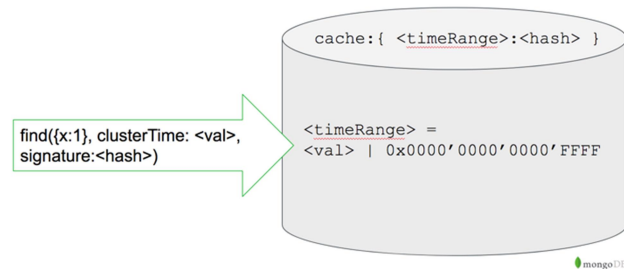 cache:{ <timeRange>:<hash> }
find({x:1}, clusterTime: <val>,
signature:<hash>)
<timeRange> =
<val> | 0x0000’0000’0000’FFFF
mongoDB